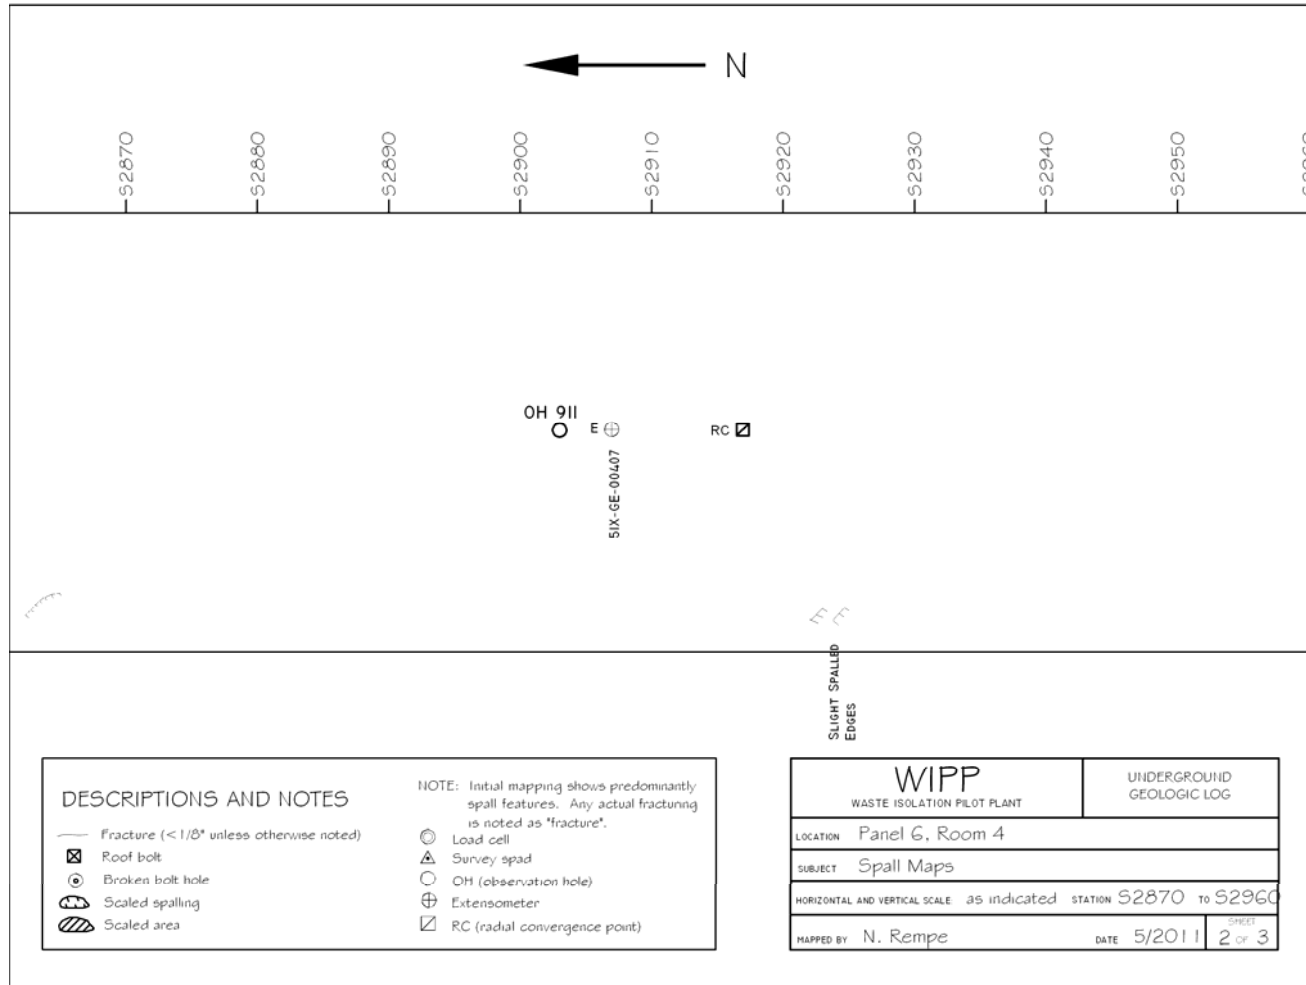 N
S2870
S2880
S2890
S2900
S2910
S2920
S2930
S2940
S2950
S2960
OH 911
E
RC
51X-GE-00407
E E
SLIGHT SPALLED
EDGES
DESCRIPTIONS AND NOTES
Fracture (<1/8" unless otherwise noted)
Roof bolt
Broken bolt hole
Scaled spalling
Scaled area
NOTE: Initial mapping shows predominantly
spall features. Any actual fracturing
is noted as "fracture".
Load cell
Survey spad
OH (observation hole)
Extensometer
RC (radial convergence point)
WIPP
WASTE ISOLATION PILOT PLANT
UNDERGROUND
GEOLOGIC LOG
LOCATION Panel 6, Room 4
SUBJECT Spall Maps
HORIZONTAL AND VERTICAL SCALE as indicated STATION S2870 TO S2960
MAPPED BY N. Rempe DATE 5/2011
SHEET
2 OF 3